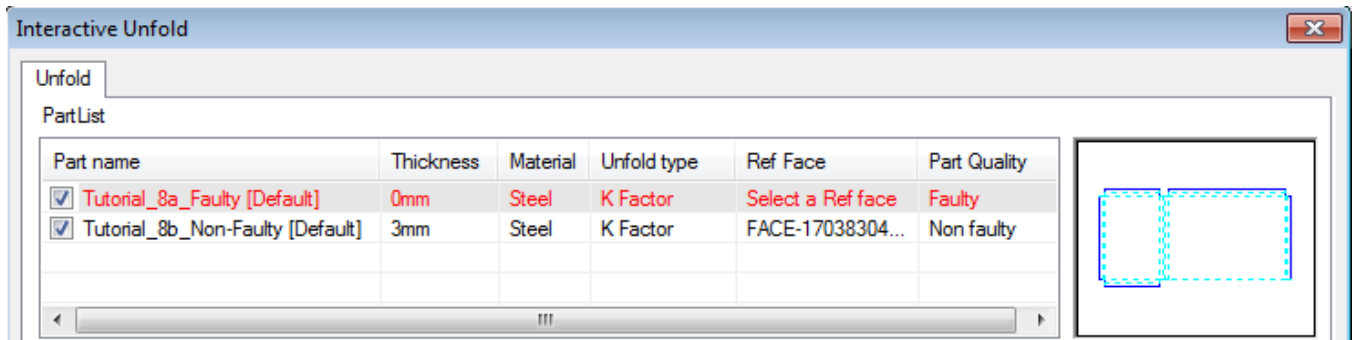 Interactive Unfold
Unfold
PartList
Part name Thickness Material Unfold type Ref Face Part Quality
Tutorial_8a_Faulty [Default] 0mm Steel K Factor Select a Ref face Faulty
Tutorial_8b_Non-Faulty [Default] 3mm Steel K Factor FACE-17038304... Non faulty